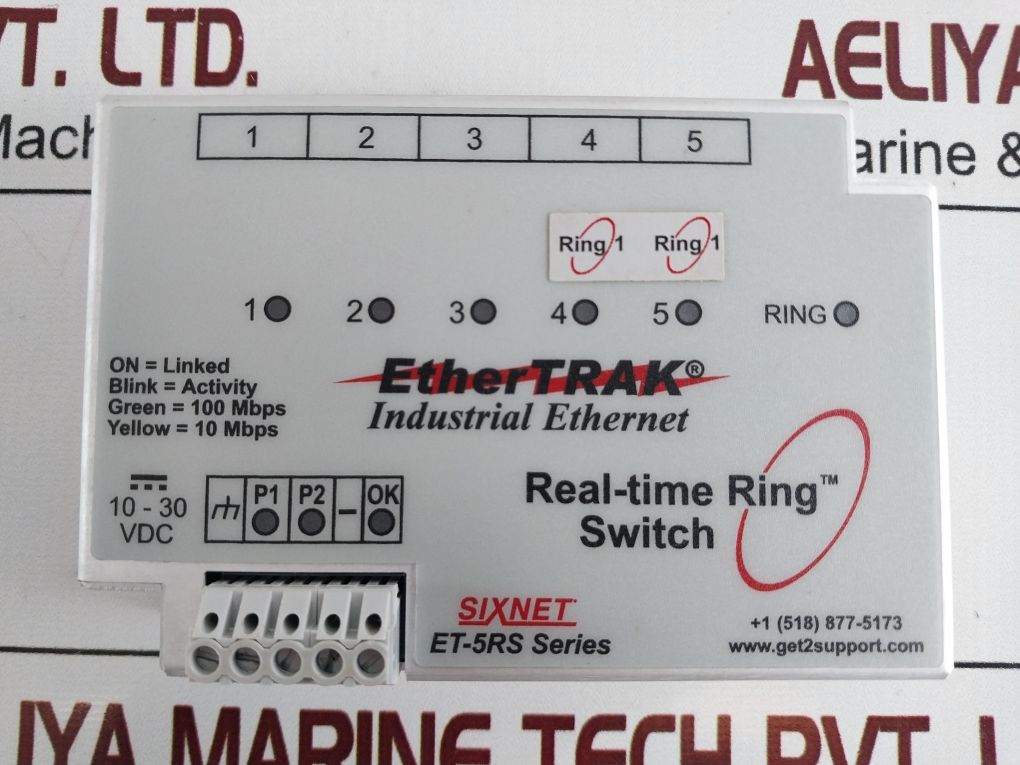 VT. LTD.
AELIYA
Mach
arine &
1 2 3 4 5
Ring 1 Ring 1
1 2 3 4 5 RING
ON = Linked
Blink = Activity
Green = 100 Mbps
Yellow = 10 Mbps
EtherTRAK®
Industrial Ethernet
Real-time Ring™
Switch
10 - 30
VDC
P1 P2 – OK
SIXNET
ET-5RS Series
+1 (518) 877-5173
www.get2support.com
IYA MARINE TECH PVT. L